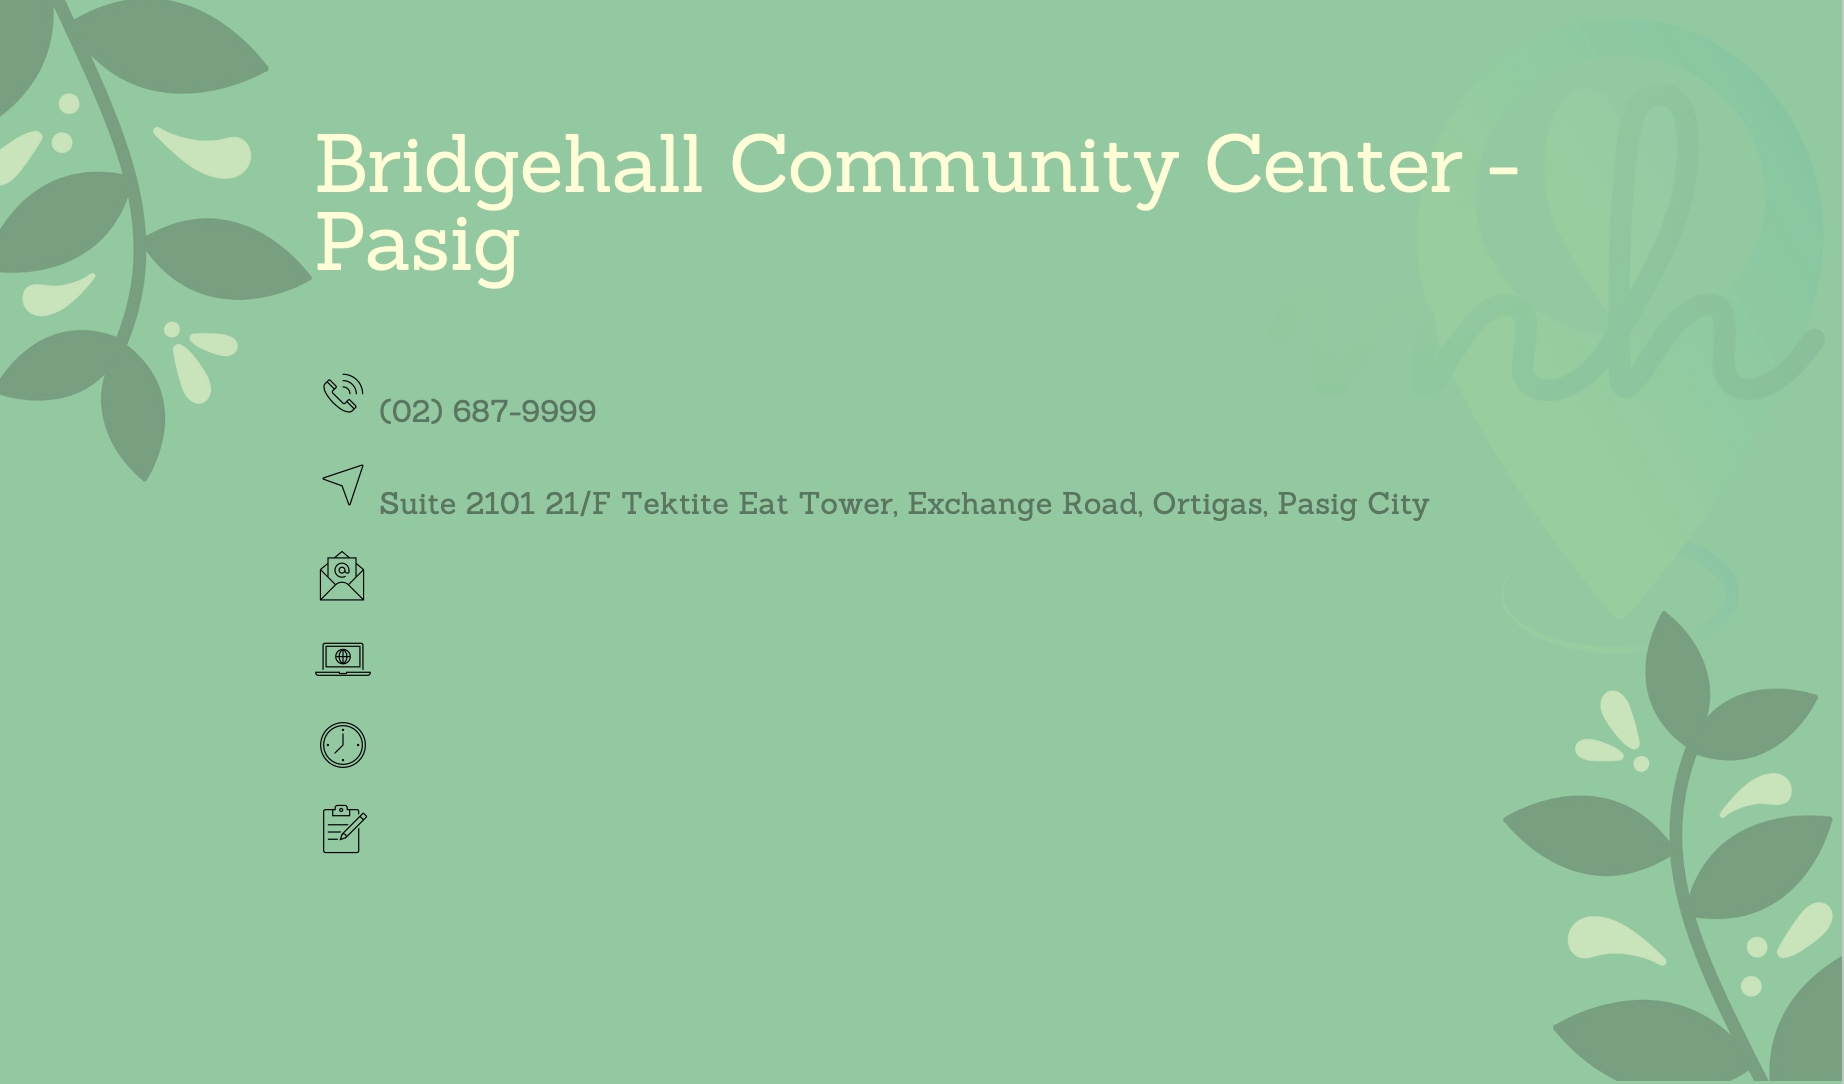 Bridgehall Community Center -
Pasig
(02) 687-9999
Suite 2101 21/F Tektite Eat Tower, Exchange Road, Ortigas, Pasig City